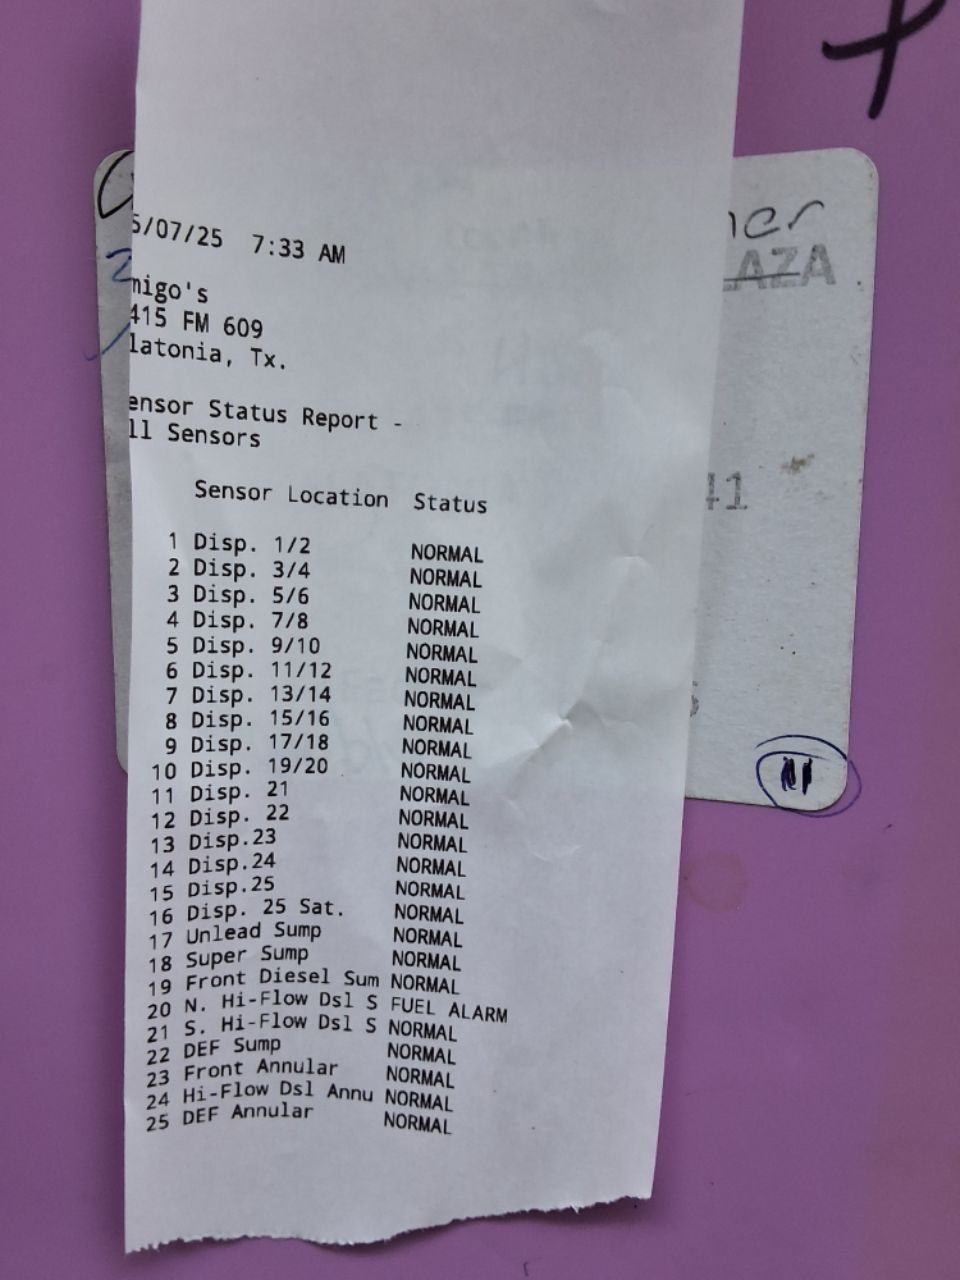 5/07/25 7:33 AM
migo's
415 FM 609
latonia, Tx.
ensor Status Report -
ll Sensors
Sensor Location Status
1 Disp. 1/2 NORMAL
2 Disp. 3/4 NORMAL
3 Disp. 5/6 NORMAL
4 Disp. 7/8 NORMAL
5 Disp. 9/10 NORMAL
6 Disp. 11/12 NORMAL
7 Disp. 13/14 NORMAL
8 Disp. 15/16 NORMAL
9 Disp. 17/18 NORMAL
10 Disp. 19/20 NORMAL
11 Disp. 21 NORMAL
12 Disp. 22 NORMAL
13 Disp.23 NORMAL
14 Disp.24 NORMAL
15 Disp.25 NORMAL
16 Disp. 25 Sat. NORMAL
17 Unlead Sump NORMAL
18 Super Sump NORMAL
19 Front Diesel Sum NORMAL
20 N. Hi-Flow Dsl S FUEL ALARM
21 S. Hi-Flow Dsl S NORMAL
22 DEF Sump NORMAL
23 Front Annular NORMAL
24 Hi-Flow Dsl Annu NORMAL
25 DEF Annular NORMAL
ner
LAZA
41